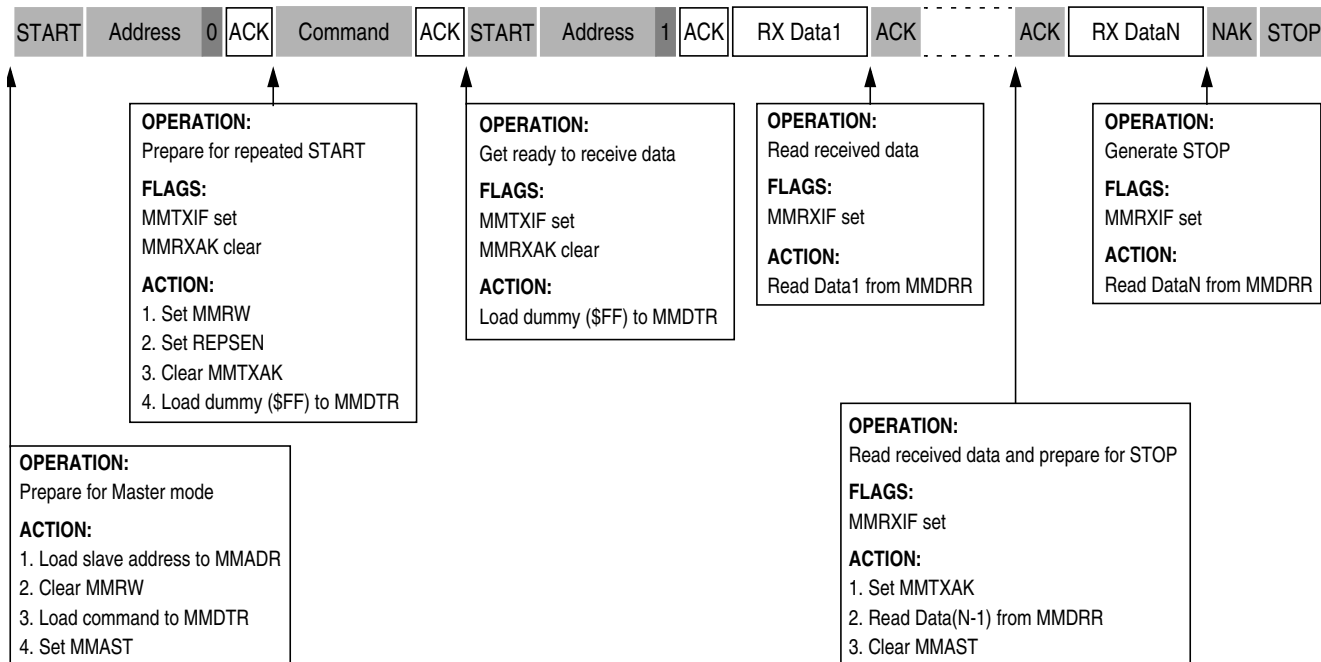 START Address 0 ACK Command ACK START Address 1 ACK RX Data1 ACK ACK RX DataN NAK STOP
OPERATION:
Prepare for repeated START
FLAGS:
MMTXIF set
MMRXAK clear
ACTION:
1. Set MMRW
2. Set REPSEN
3. Clear MMTXAK
4. Load dummy ($FF) to MMDTR
OPERATION:
Get ready to receive data
FLAGS:
MMTXIF set
MMRXAK clear
ACTION:
Load dummy ($FF) to MMDTR
OPERATION:
Read received data
FLAGS:
MMRXIF set
ACTION:
Read Data1 from MMDRR
OPERATION:
Generate STOP
FLAGS:
MMRXIF set
ACTION:
Read DataN from MMDRR
OPERATION:
Prepare for Master mode
ACTION:
1. Load slave address to MMADR
2. Clear MMRW
3. Load command to MMDTR
4. Set MMAST
OPERATION:
Read received data and prepare for STOP
FLAGS:
MMRXIF set
ACTION:
1. Set MMTXAK
2. Read Data(N-1) from MMDRR
3. Clear MMAST